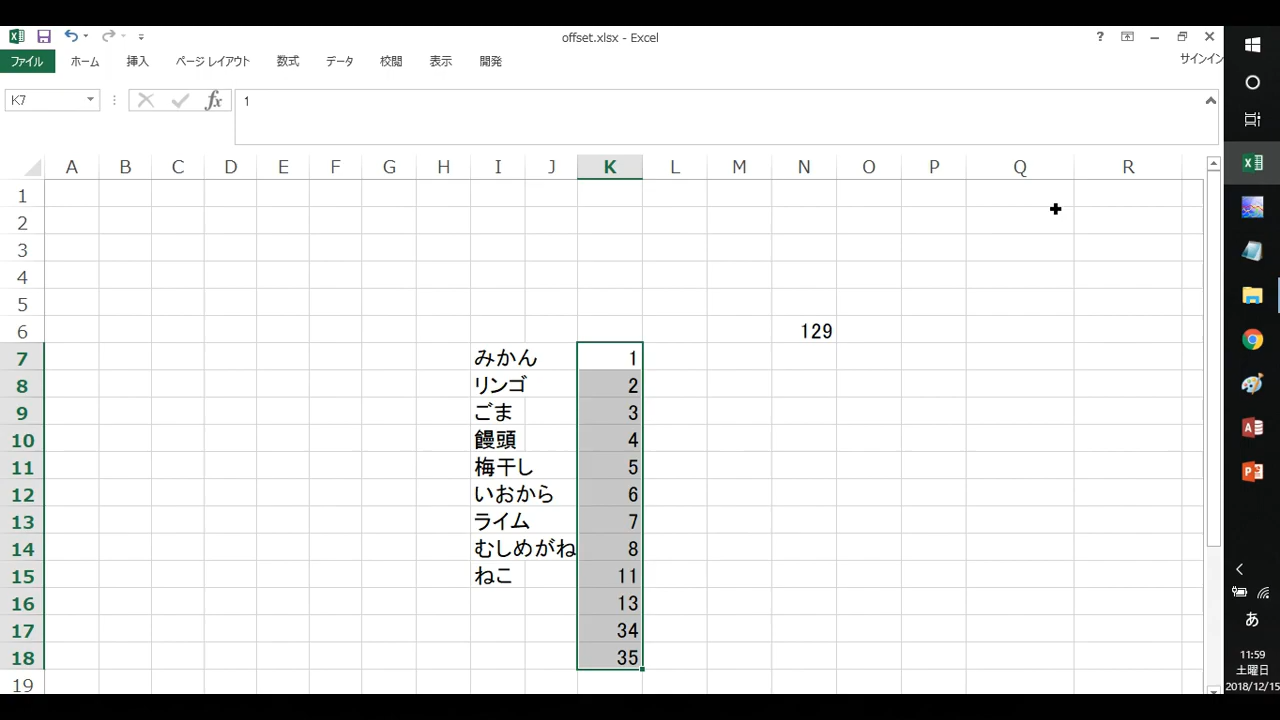 offset.xlsx - Excel
ファイル ホーム 挿入 ページ レイアウト 数式 データ 校閲 表示 開発 サインイン
K7 fx 1
A B C D E F G H I J K L M N O P Q R
1
2
3
4
5
6 129
7 みかん 1
8 リンゴ 2
9 ごま 3
10 饅頭 4
11 梅干し 5
12 いおから 6
13 ライム 7
14 むしめがね 8
15 ねこ 11
16 13
17 34
18 35
19
あ
11:59
土曜日
2018/12/15